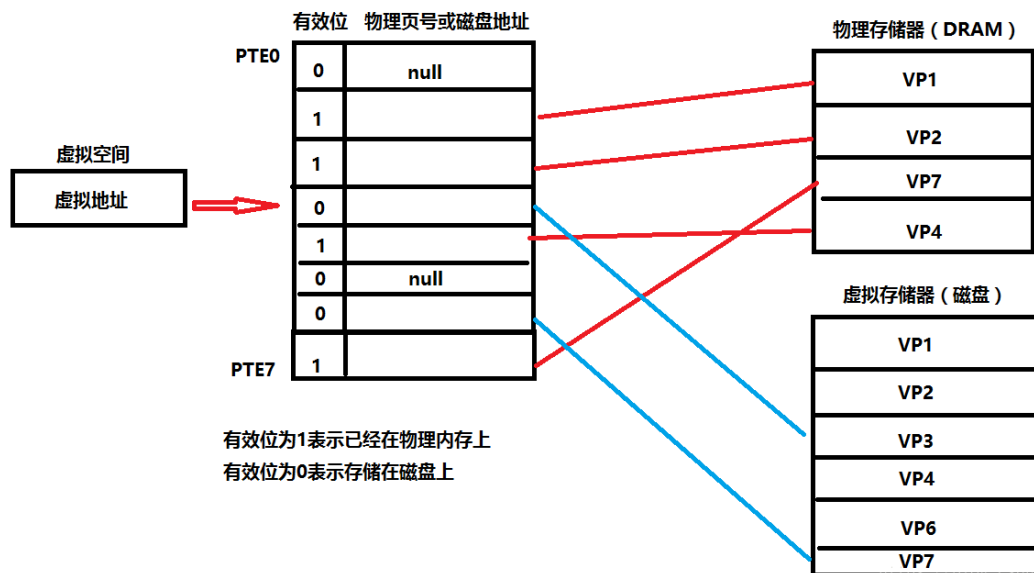 有效位 物理页号或磁盘地址
PTE0
0 null
1
1
0
1
0 null
0
1
PTE7
虚拟空间
虚拟地址
有效位为1表示已经在物理内存上
有效位为0表示存储在磁盘上
物理存储器（DRAM）
VP1
VP2
VP7
VP4
虚拟存储器（磁盘）
VP1
VP2
VP3
VP4
VP6
VP7